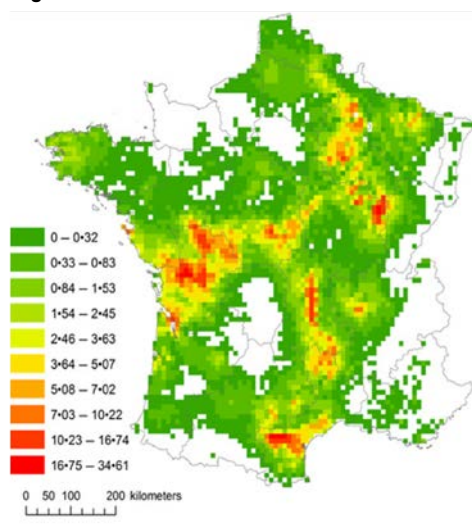 0 – 0•32
0•33 – 0•83
0•84 – 1•53
1•54 – 2•45
2•46 – 3•63
3•64 – 5•07
5•08 – 7•02
7•03 – 10•22
10•23 – 16•74
16•75 – 34•61
0 50 100 200 kilometers